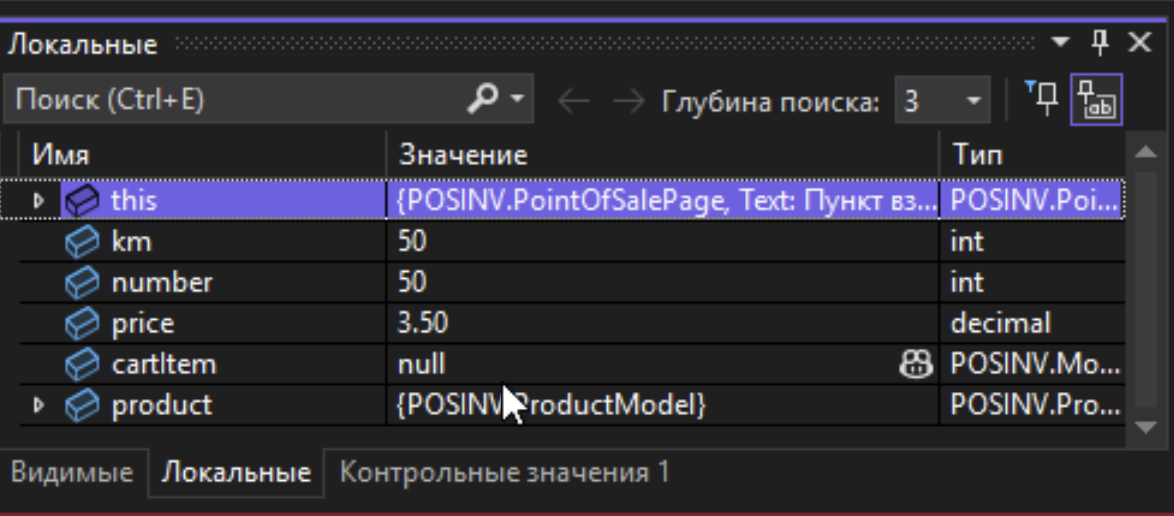 Локальные
Поиск (Ctrl+E) Глубина поиска: 3
Имя Значение Тип
this {POSINV.PointOfSalePage, Text: Пункт вз... POSINV.Poi...
km 50 int
number 50 int
price 3.50 decimal
cartItem null POSINV.Mo...
product {POSINV.ProductModel} POSINV.Pro...
Видимые Локальные Контрольные значения 1